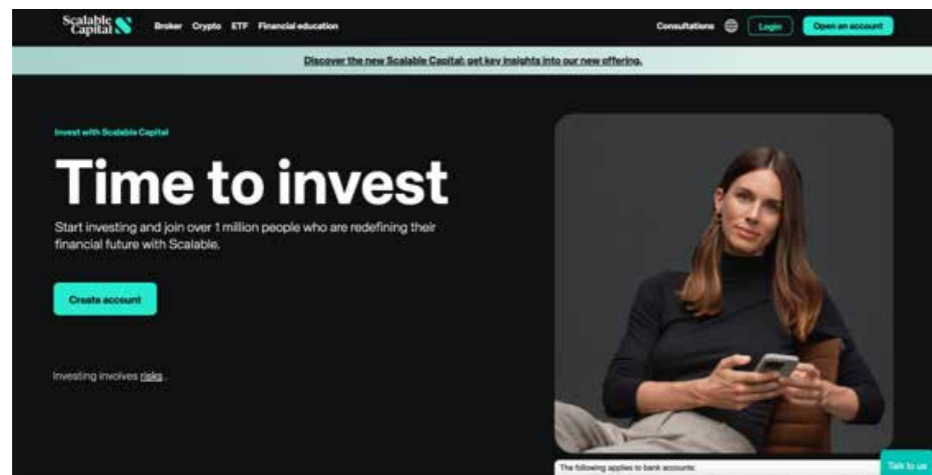 Scalable
Capital
Broker Crypto ETF Financial education
Consultations Login Open an account
Discover the new Scalable Capital: get key insights into our new offering.
Invest with Scalable Capital
Time to invest
Start investing and join over 1 million people who are redefining their
financial future with Scalable.
Create account
Investing involves risks.
The following applies to bank accounts:
Talk to us